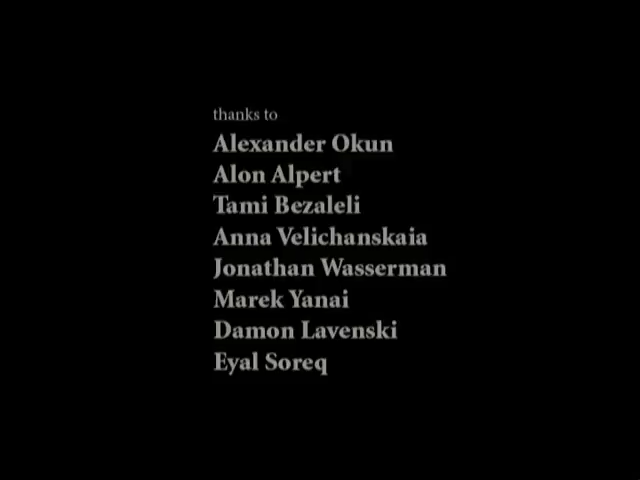 thanks to
Alexander Okun
Alon Alpert
Tami Bezaleli
Anna Velichanskaia
Jonathan Wasserman
Marek Yanai
Damon Lavenski
Eyal Soreq